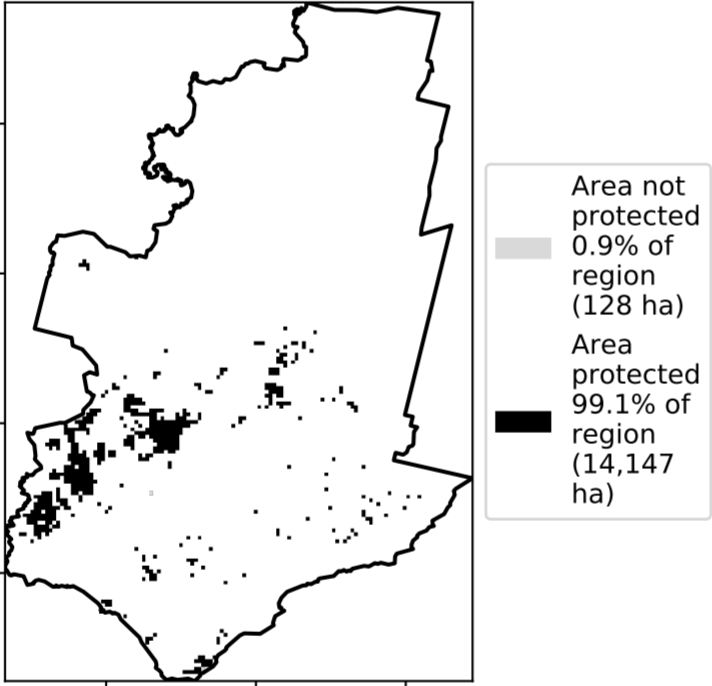 Area not
protected
0.9% of
region
(128 ha)
Area
protected
99.1% of
region
(14,147
ha)